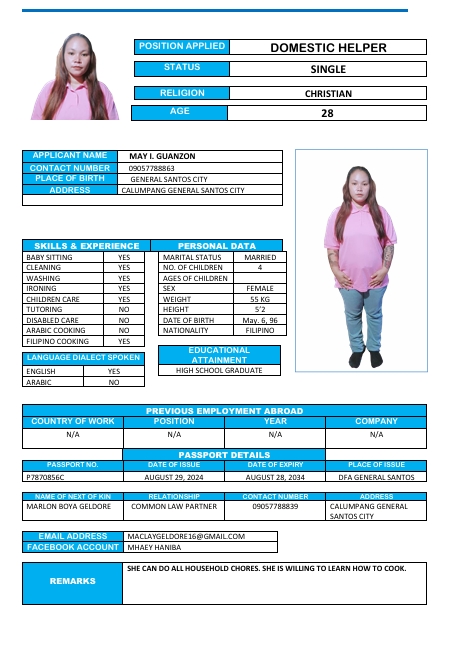 POSITION APPLIED DOMESTIC HELPER
STATUS SINGLE
RELIGION CHRISTIAN
AGE 28
APPLICANT NAME MAY I. GUANZON
CONTACT NUMBER 09057788863
PLACE OF BIRTH GENERAL SANTOS CITY
ADDRESS CALUMPANG GENERAL SANTOS CITY
SKILLS & EXPERIENCE
BABY SITTING YES
CLEANING YES
WASHING YES
IRONING YES
CHILDREN CARE YES
TUTORING NO
DISABLED CARE NO
ARABIC COOKING NO
FILIPINO COOKING YES
PERSONAL DATA
MARITAL STATUS MARRIED
NO. OF CHILDREN 4
AGES OF CHILDREN
SEX FEMALE
WEIGHT 55 KG
HEIGHT 5'2
DATE OF BIRTH May. 6, 96
NATIONALITY FILIPINO
LANGUAGE DIALECT SPOKEN
ENGLISH YES
ARABIC NO
EDUCATIONAL
ATTAINMENT
HIGH SCHOOL GRADUATE
PREVIOUS EMPLOYMENT ABROAD
COUNTRY OF WORK POSITION YEAR COMPANY
N/A N/A N/A N/A
PASSPORT DETAILS
PASSPORT NO. DATE OF ISSUE DATE OF EXPIRY PLACE OF ISSUE
P7870856C AUGUST 29, 2024 AUGUST 28, 2034 DFA GENERAL SANTOS
NAME OF NEXT OF KIN RELATIONSHIP CONTACT NUMBER ADDRESS
MARLON BOYA GELDORE COMMON LAW PARTNER 09057788839 CALUMPANG GENERAL
SANTOS CITY
EMAIL ADDRESS MACLAYGELDORE16@GMAIL.COM
FACEBOOK ACCOUNT MHAEY HANIBA
REMARKS SHE CAN DO ALL HOUSEHOLD CHORES. SHE IS WILLING TO LEARN HOW TO COOK.